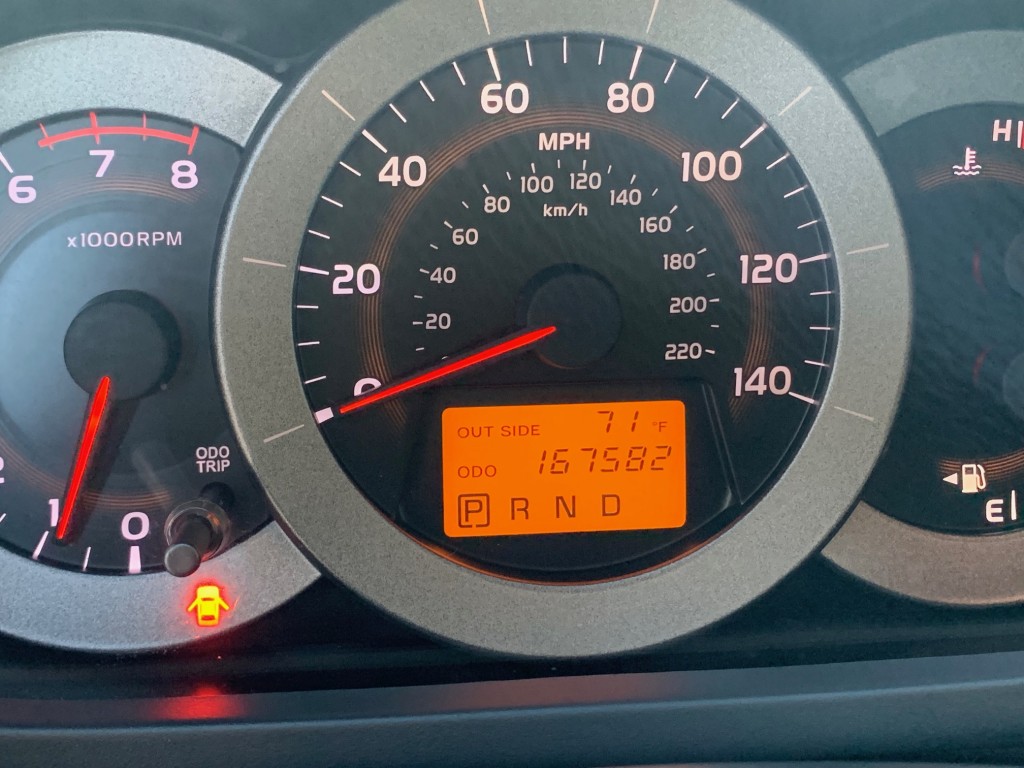 60 80
MPH
40 100
100 120
80 140
km/h
60 160
40 180
20 120
20 200
220
0 140
OUT SIDE 71 °F
ODO 167582
P R N D
6 7 8
x1000RPM
2
1 0
ODO
TRIP
H
E